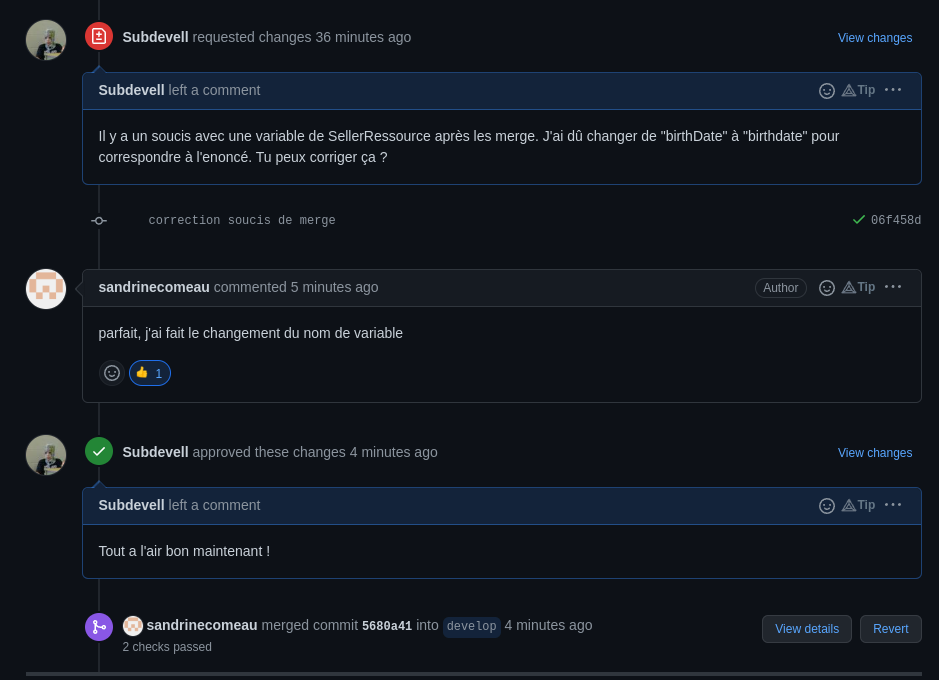 Subdevell requested changes 36 minutes ago
View changes
Subdevell left a comment
Tip
Il y a un soucis avec une variable de SellerRessource après les merge. J'ai dû changer de "birthDate" à "birthdate" pour
correspondre à l'enoncé. Tu peux corriger ça ?
correction soucis de merge
06f458d
sandrinecomeau commented 5 minutes ago
Author
Tip
parfait, j'ai fait le changement du nom de variable
1
Subdevell approved these changes 4 minutes ago
View changes
Subdevell left a comment
Tip
Tout a l'air bon maintenant !
sandrinecomeau merged commit 5680a41 into develop 4 minutes ago
View details
Revert
2 checks passed